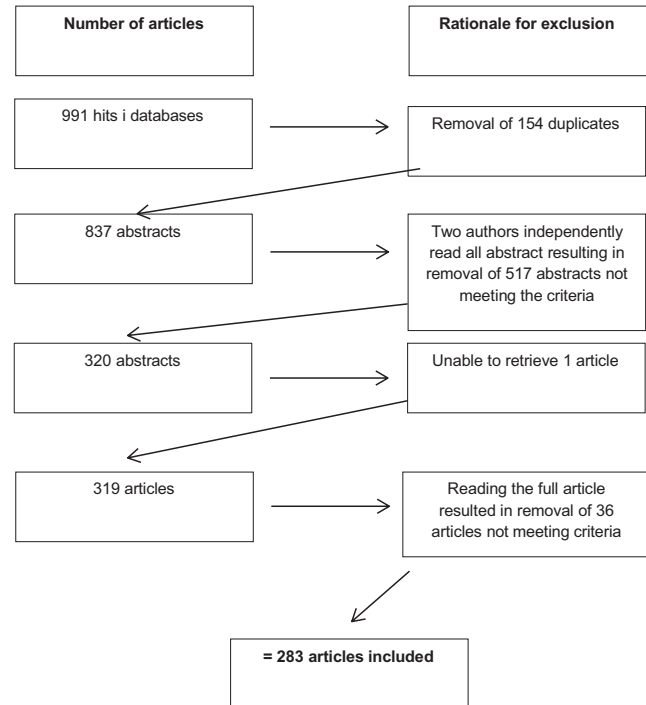 Number of articles
Rationale for exclusion
991 hits i databases
Removal of 154 duplicates
837 abstracts
Two authors independently
read all abstract resulting in
removal of 517 abstracts not
meeting the criteria
320 abstracts
Unable to retrieve 1 article
319 articles
Reading the full article
resulted in removal of 36
articles not meeting criteria
= 283 articles included